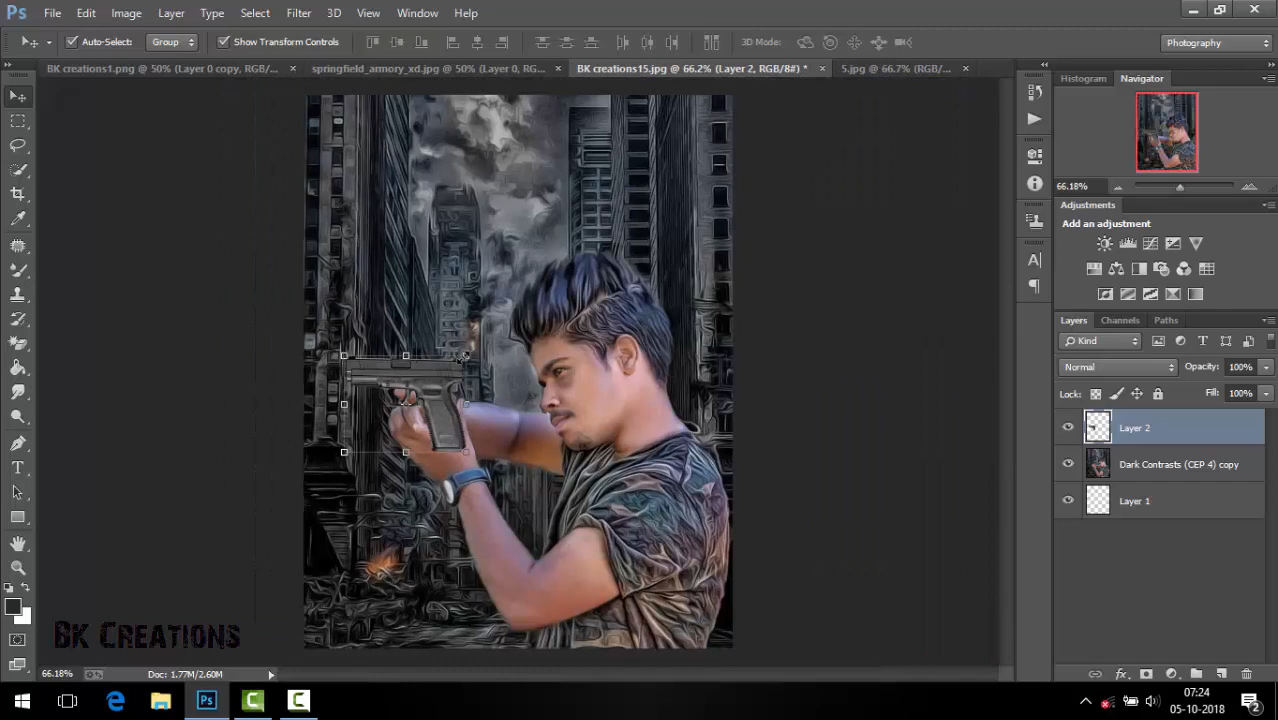 Ps File Edit Image Layer Type Select Filter 3D View Window Help
Auto-Select: Group Show Transform Controls 3D Mode: Photography
BK creations1.png @ 50% (Layer 0 copy, RGB/... × springfield_armory_xd.jpg @ 50% (Layer 0, RG... × BK creations15.jpg @ 66.2% (Layer 2, RGB/8#) * × 5.jpg @ 66.7% (RGB/... ×
Histogram Navigator
66.18%
Adjustments
Add an adjustment
Layers Channels Paths
Kind
Normal Opacity: 100%
Lock: Fill: 100%
Layer 2
Dark Contrasts (CEP 4) copy
Layer 1
BK CREATIONS
66.18% Doc: 1.77M/2.60M
07:24
05-10-2018
2